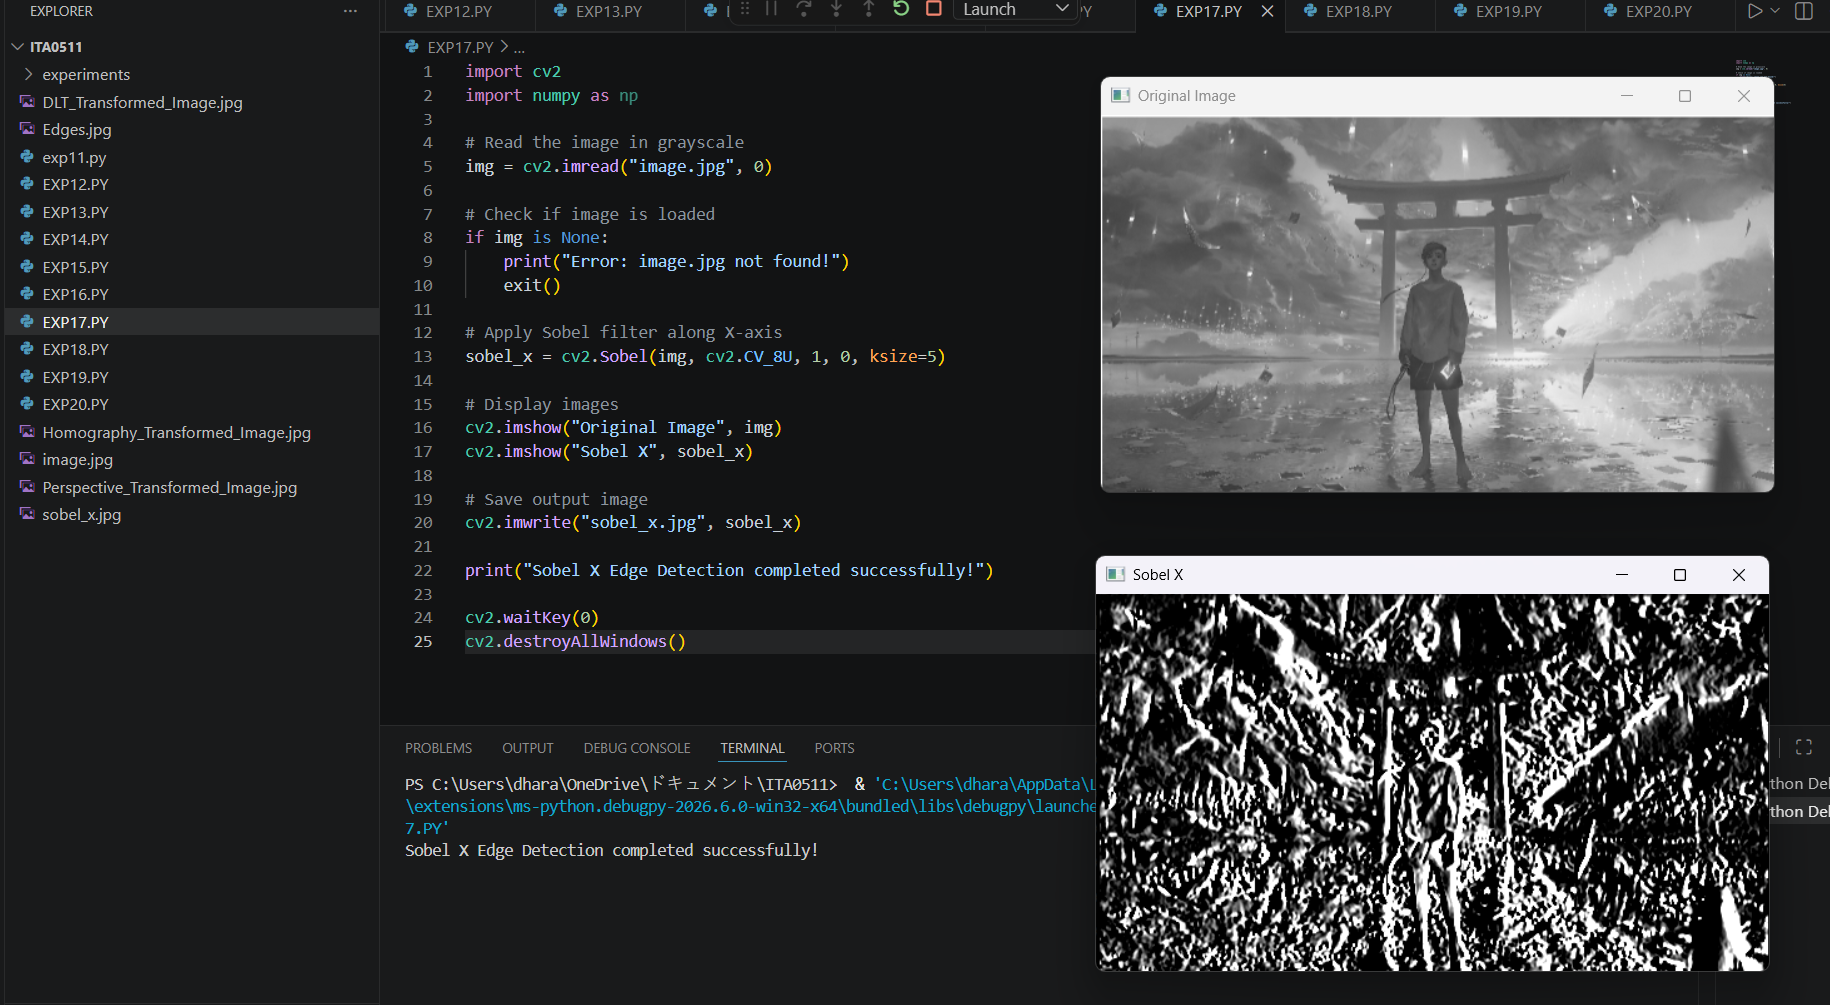 EXPLORER
ITA0511
experiments
DLT_Transformed_Image.jpg
Edges.jpg
exp11.py
EXP12.PY
EXP13.PY
EXP14.PY
EXP15.PY
EXP16.PY
EXP17.PY
EXP18.PY
EXP19.PY
EXP20.PY
Homography_Transformed_Image.jpg
image.jpg
Perspective_Transformed_Image.jpg
sobel_x.jpg
EXP12.PY
EXP13.PY
Launch
EXP17.PY
EXP18.PY
EXP19.PY
EXP20.PY
EXP17.PY > ...
1 import cv2
2 import numpy as np
3
4 # Read the image in grayscale
5 img = cv2.imread("image.jpg", 0)
6
7 # Check if image is loaded
8 if img is None:
9 print("Error: image.jpg not found!")
10 exit()
11
12 # Apply Sobel filter along X-axis
13 sobel_x = cv2.Sobel(img, cv2.CV_8U, 1, 0, ksize=5)
14
15 # Display images
16 cv2.imshow("Original Image", img)
17 cv2.imshow("Sobel X", sobel_x)
18
19 # Save output image
20 cv2.imwrite("sobel_x.jpg", sobel_x)
21
22 print("Sobel X Edge Detection completed successfully!")
23
24 cv2.waitKey(0)
25 cv2.destroyAllWindows()
Original Image
Sobel X
PROBLEMS
OUTPUT
DEBUG CONSOLE
TERMINAL
PORTS
PS C:\Users\dhara\OneDrive\ドキュメント\ITA0511> & 'C:\Users\dhara\AppData\
\extensions\ms-python.debugpy-2026.6.0-win32-x64\bundled\libs\debugpy\launche
7.PY'
Sobel X Edge Detection completed successfully!
thon Del
thon Del